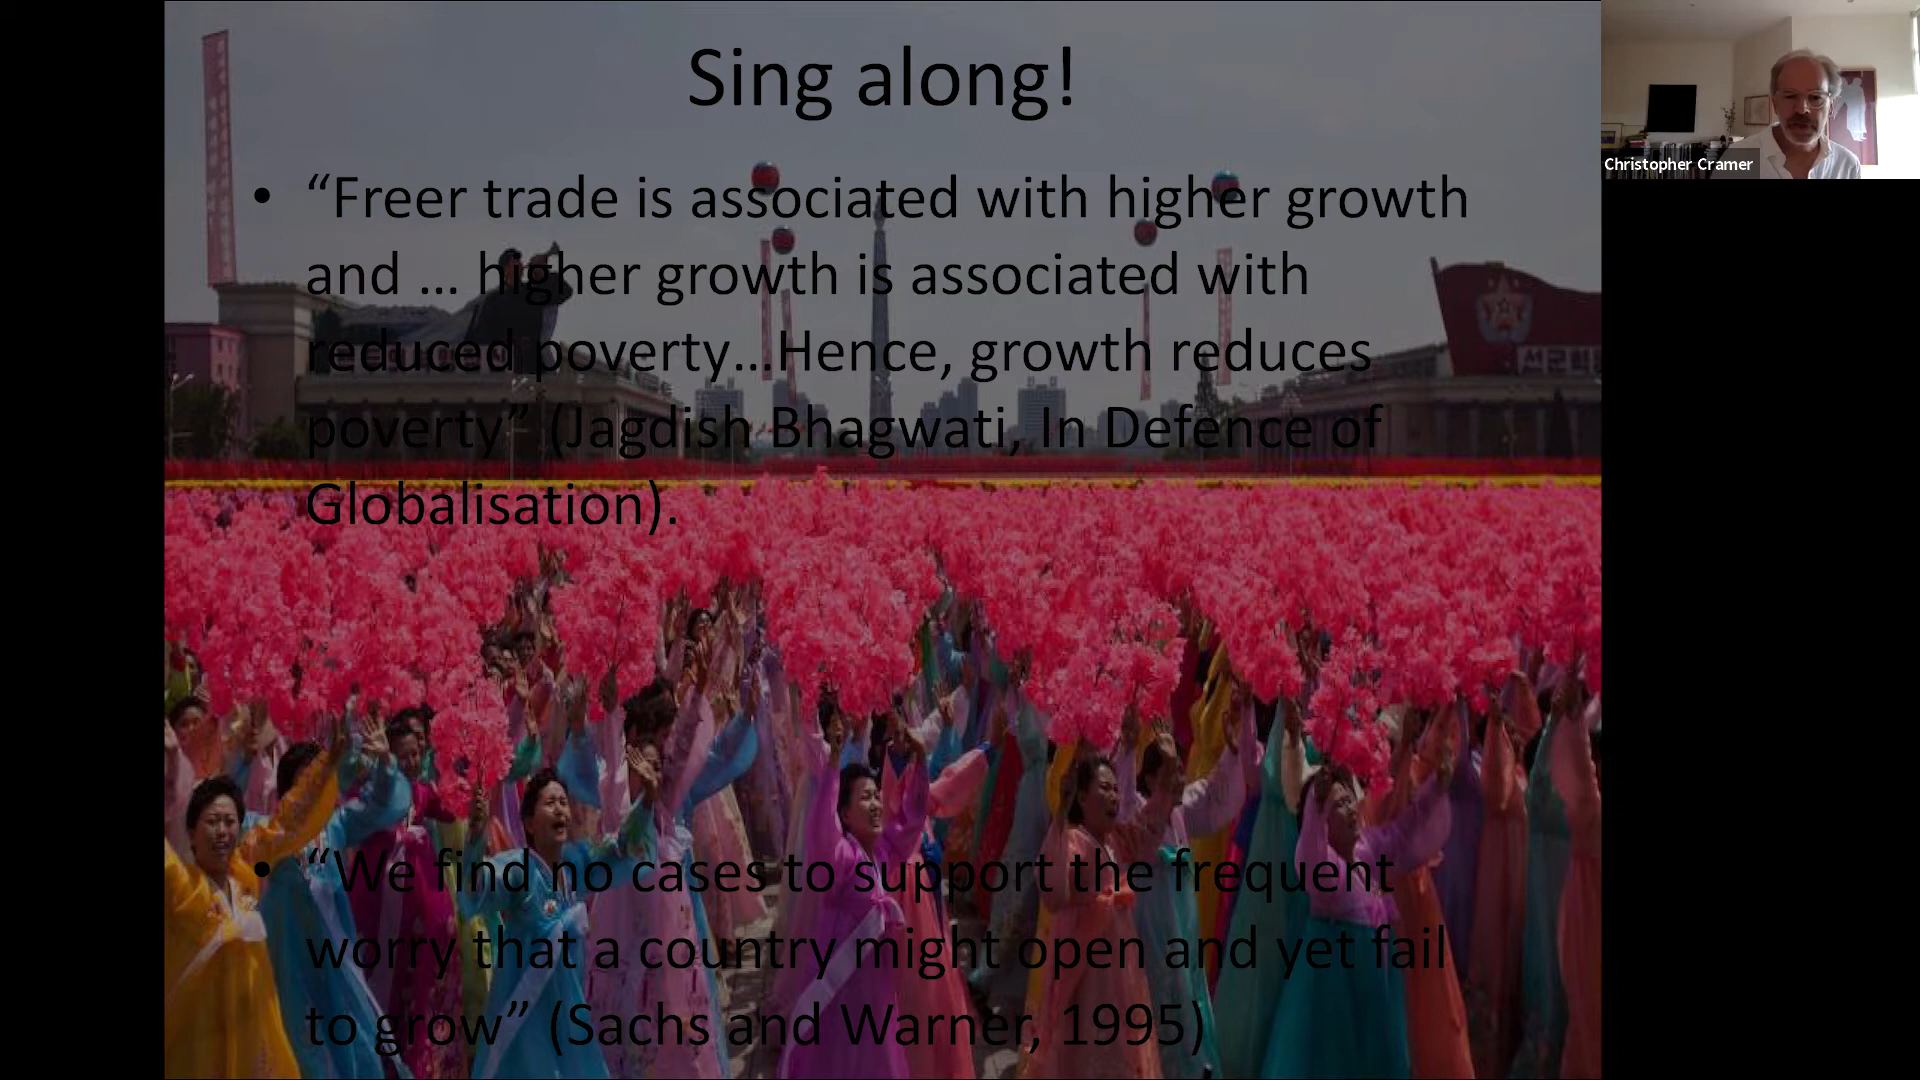 Sing along!
• “Freer trade is associated with higher growth
and ... higher growth is associated with
reduced poverty...Hence, growth reduces
poverty” (Jagdish Bhagwati, In Defence of
Globalisation).
• “We find no cases to support the frequent
worry that a country might open and yet fail
to grow” (Sachs and Warner, 1995)
Christopher Cramer